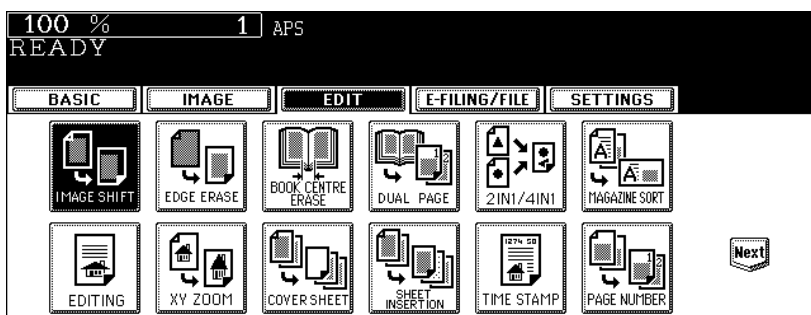 100 % 1 APS
READY
BASIC IMAGE EDIT E-FILING/FILE SETTINGS
IMAGE SHIFT EDGE ERASE BOOK CENTRE ERASE DUAL PAGE 2IN1/4IN1 MAGAZINE SORT
EDITING XY ZOOM COVER SHEET SHEET INSERTION TIME STAMP PAGE NUMBER Next